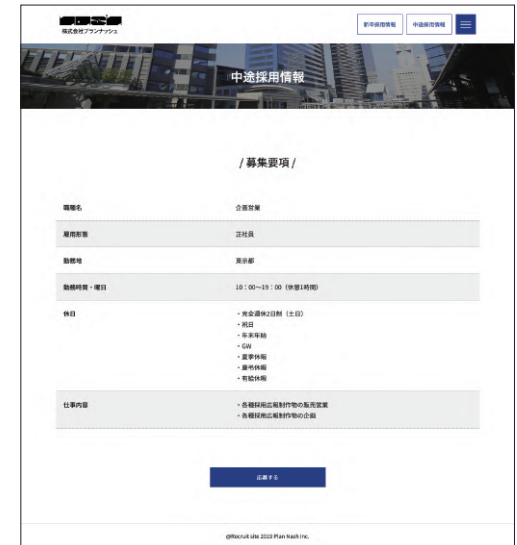 株式会社プランナッシュ
新卒採用情報
中途採用情報
中途採用情報
/ 募集要項 /
職種名
企画営業
雇用形態
正社員
勤務地
東京都
勤務時間・曜日
10：00～19：00（休憩1時間）
休日
・完全週休2日制（土日）
・祝日
・年末年始
・GW
・夏季休暇
・慶弔休暇
・有給休暇
仕事内容
・各種採用広報制作物の販売営業
・各種採用広報制作物の企画
応募する
@Recruit site 2019 Plan Nash Inc.